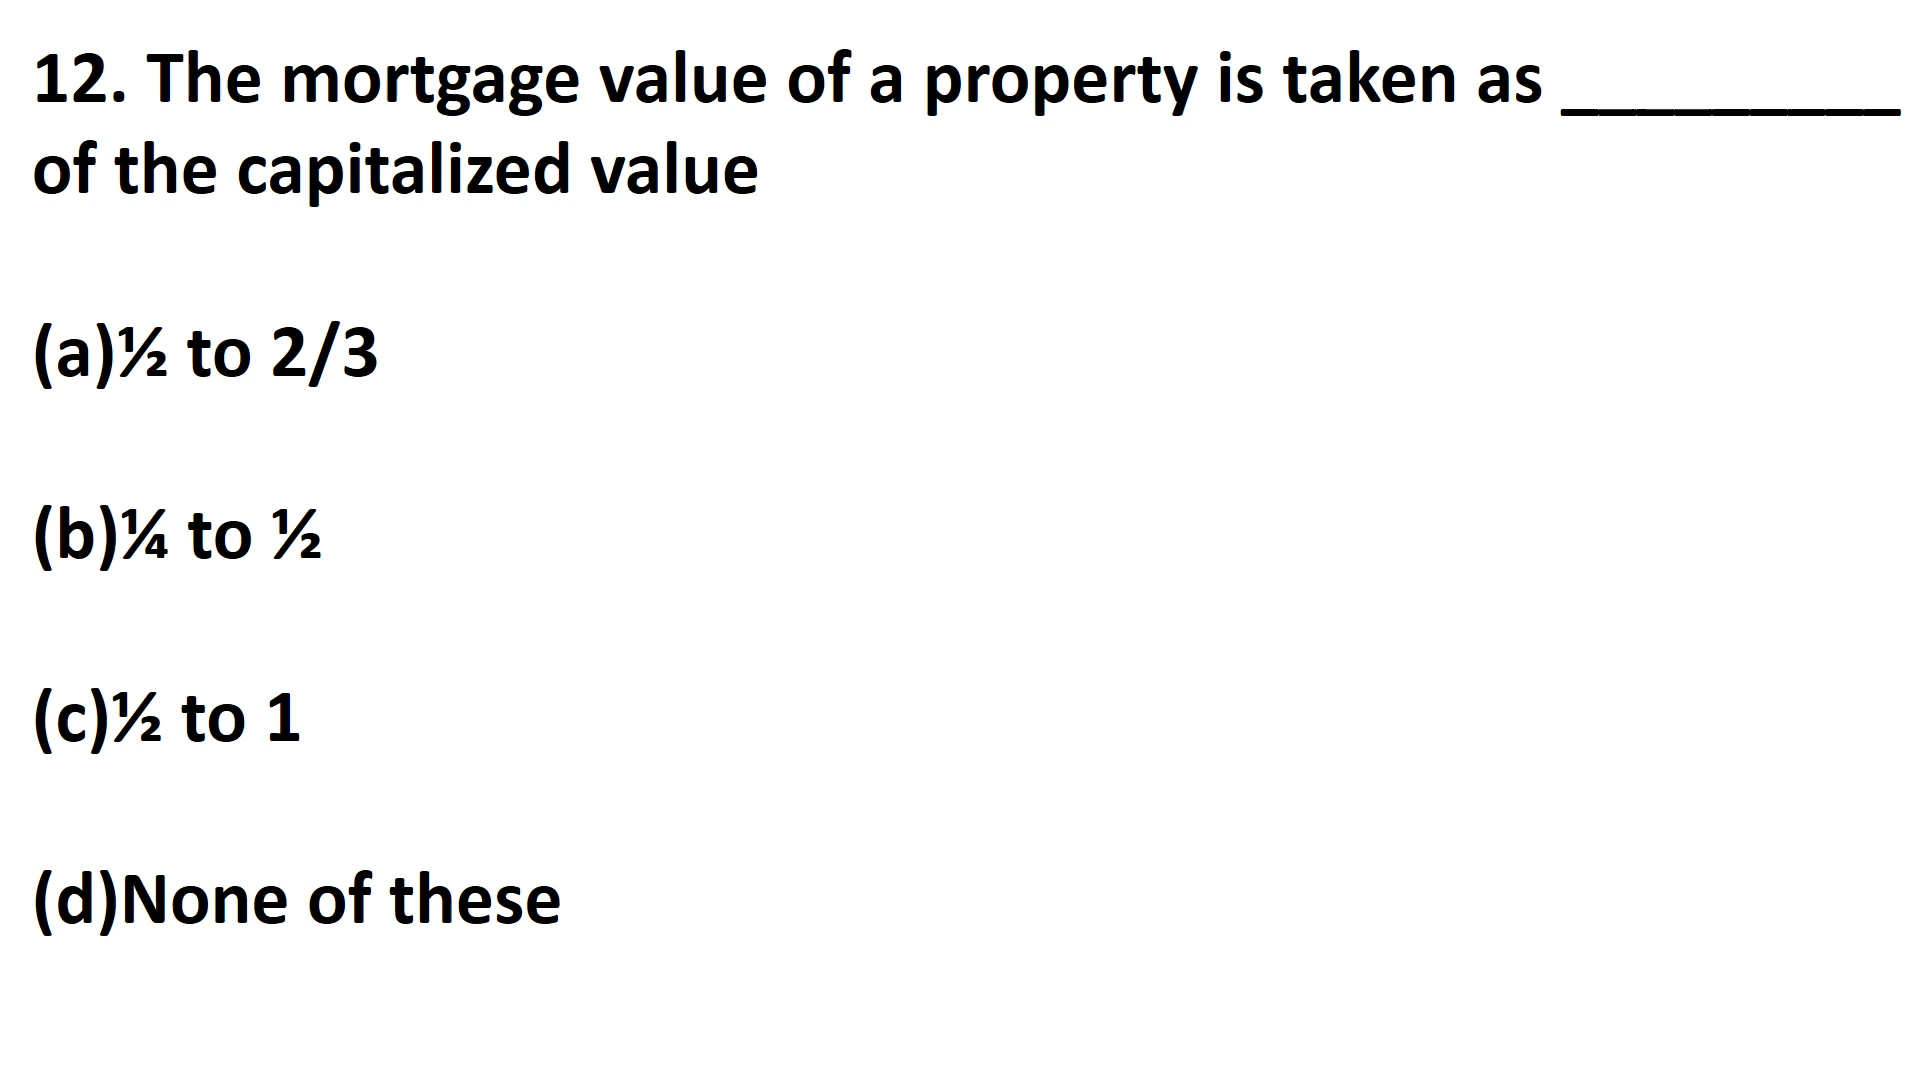 12. The mortgage value of a property is taken as _________
of the capitalized value
(a)½ to 2/3
(b)¼ to ½
(c)½ to 1
(d)None of these